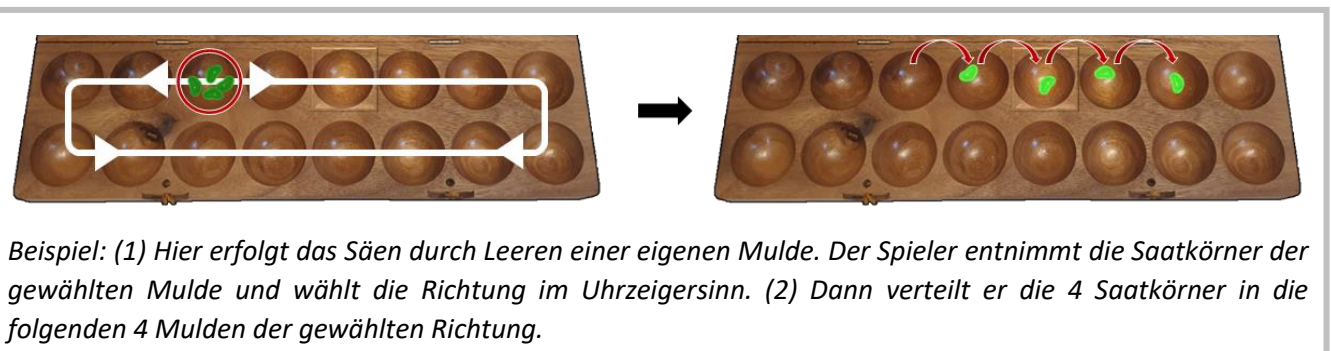 Beispiel: (1) Hier erfolgt das Säen durch Leeren einer eigenen Mulde. Der Spieler entnimmt die Saatkörner der
gewählten Mulde und wählt die Richtung im Uhrzeigersinn. (2) Dann verteilt er die 4 Saatkörner in die
folgenden 4 Mulden der gewählten Richtung.